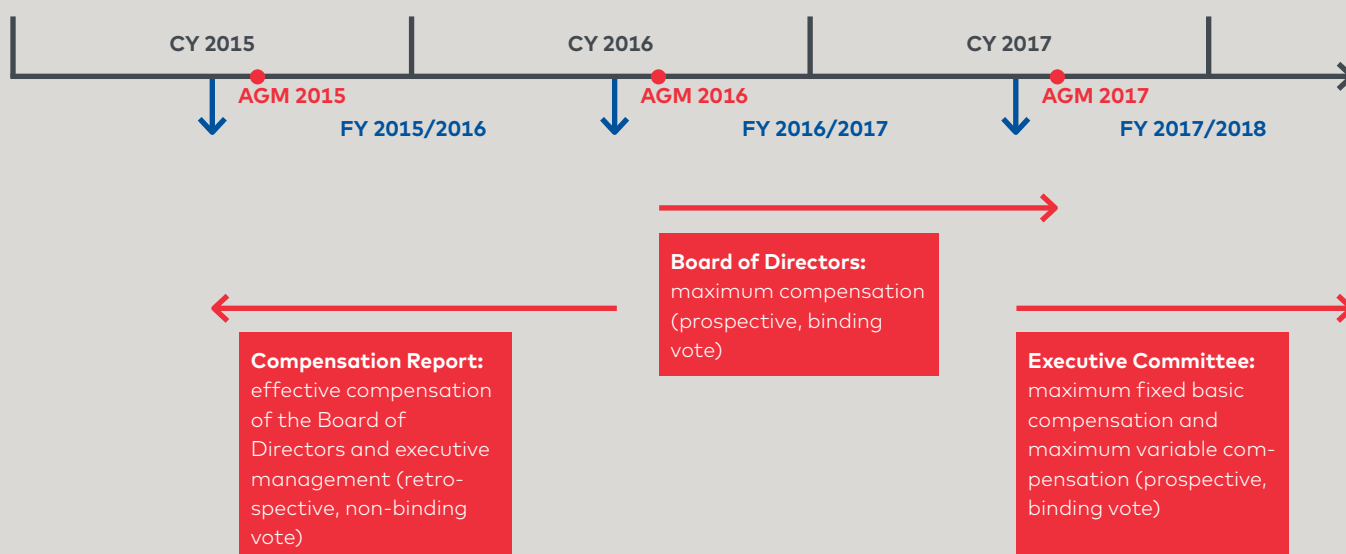 CY 2015
CY 2016
CY 2017
AGM 2015
AGM 2016
AGM 2017
FY 2015/2016
FY 2016/2017
FY 2017/2018
Board of Directors:
maximum compensation
(prospective, binding
vote)
Compensation Report:
effective compensation
of the Board of
Directors and executive
management (retro-
spective, non-binding
vote)
Executive Committee:
maximum fixed basic
compensation and
maximum variable com-
pensation (prospective,
binding vote)